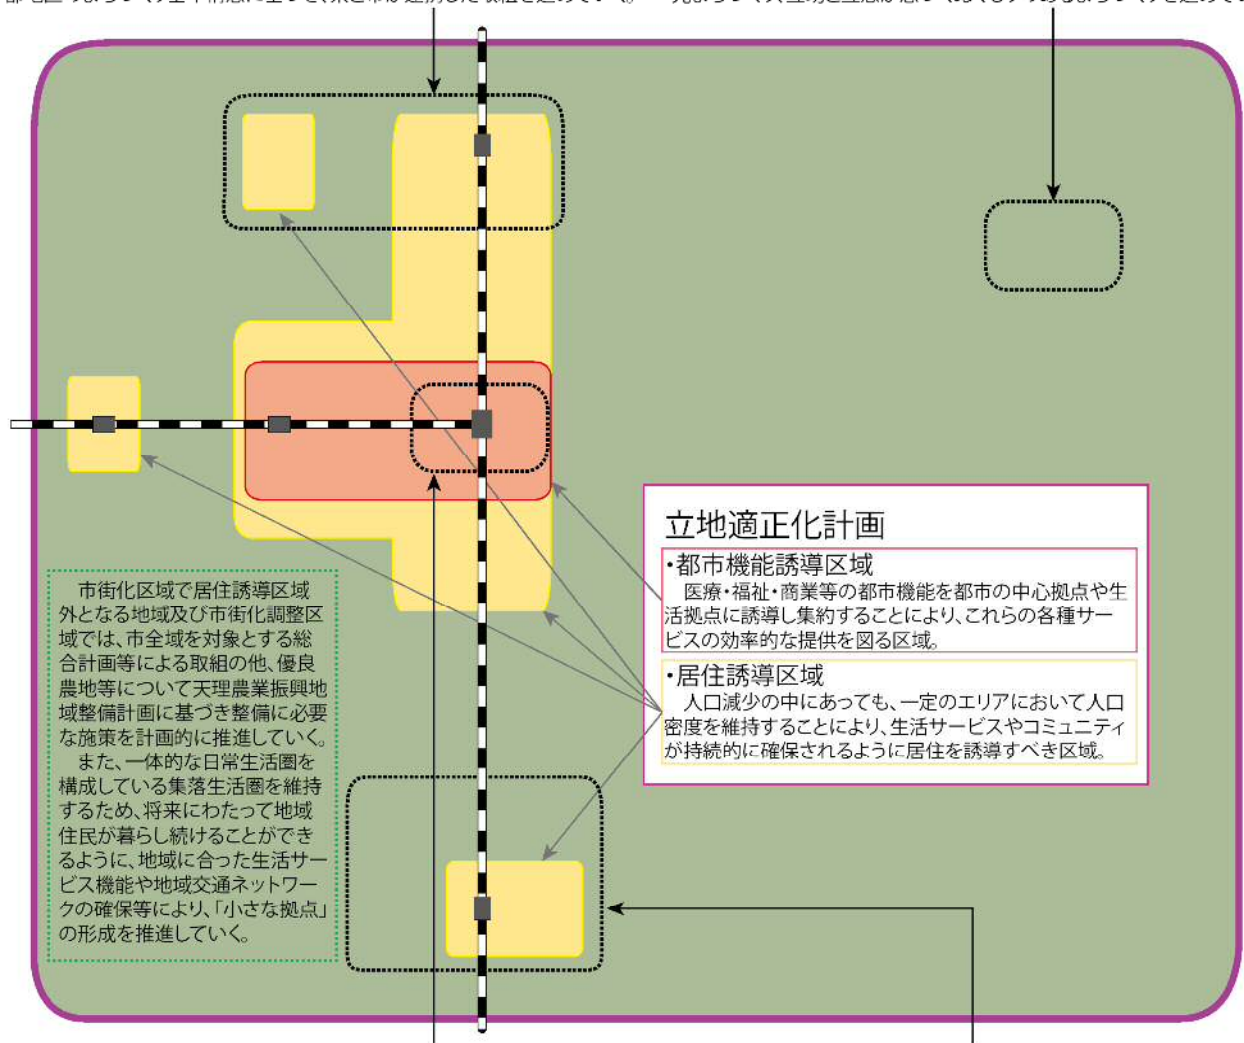 立地適正化計画
・都市機能誘導区域
医療・福祉・商業等の都市機能を都市の中心拠点や生
活拠点に誘導し集約することにより、これらの各種サー
ビスの効率的な提供を図る区域。
・居住誘導区域
人口減少の中にあっても、一定のエリアにおいて人口
密度を維持することにより、生活サービスやコミュニティ
が持続的に確保されるように居住を誘導すべき区域。
市街化区域で居住誘導区域
外となる地域及び市街化調整区
域では、市全域を対象とする総
合計画等による取組の他、優良
農地等について天理農業振興地
域整備計画に基づき整備に必要
な施策を計画的に推進していく。
また、一体的な日常生活圏を
構成している集落生活圏を維持
するため、将来にわたって地域
住民が暮らし続けることができ
るように、地域に合った生活サー
ビス機能や地域交通ネットワー
クの確保等により、「小さな拠点」
の形成を推進していく。